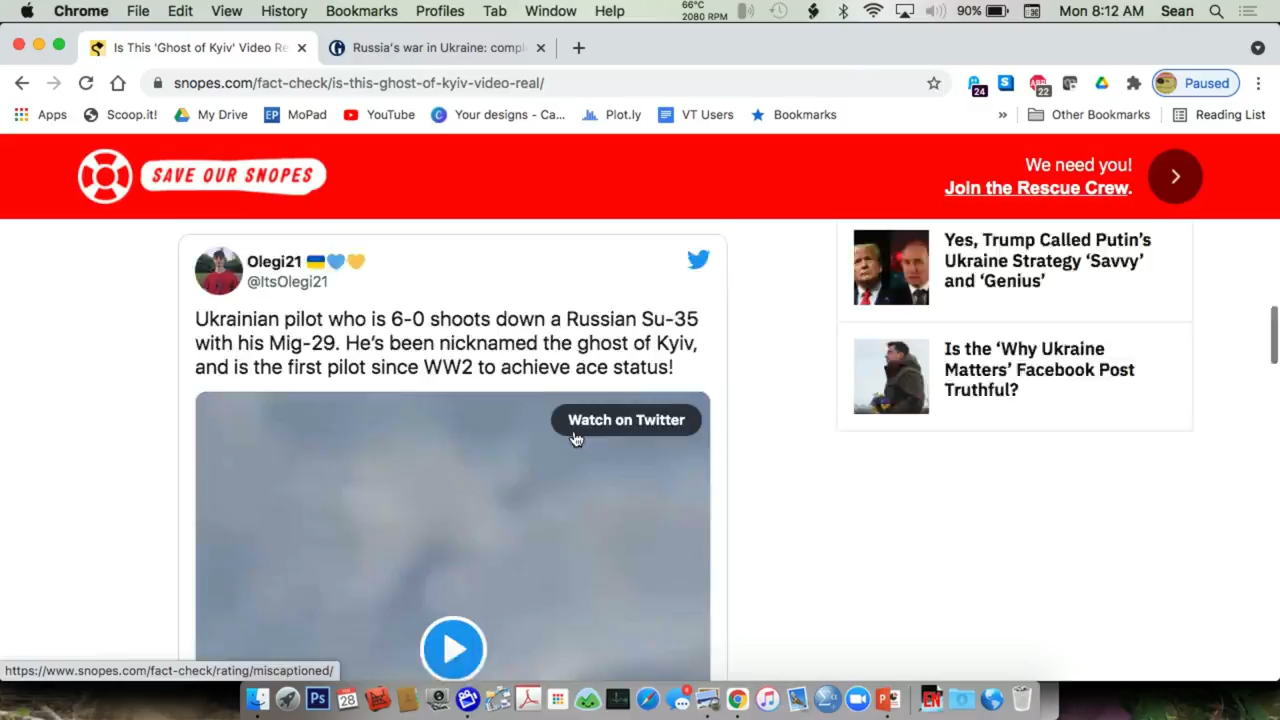 Chrome File Edit View History Bookmarks Profiles Tab Window Help 66°C 2080 RPM 90% Mon 8:12 AM Sean
Is This 'Ghost of Kyiv' Video Re
Russia's war in Ukraine: compl
snopes.com/fact-check/is-this-ghost-of-kyiv-video-real/
24
22
Paused
Apps Scoop.it! My Drive EP MoPad YouTube Your designs - Ca... Plot.ly VT Users Bookmarks » Other Bookmarks Reading List
SAVE OUR SNOPES
We need you!
Join the Rescue Crew.
Olegi21
@ItsOlegi21
Ukrainian pilot who is 6-0 shoots down a Russian Su-35
with his Mig-29. He's been nicknamed the ghost of Kyiv,
and is the first pilot since WW2 to achieve ace status!
Watch on Twitter
Yes, Trump Called Putin's
Ukraine Strategy 'Savvy'
and 'Genius'
Is the 'Why Ukraine
Matters' Facebook Post
Truthful?
https://www.snopes.com/fact-check/rating/miscaptioned/
Ps
28
EN